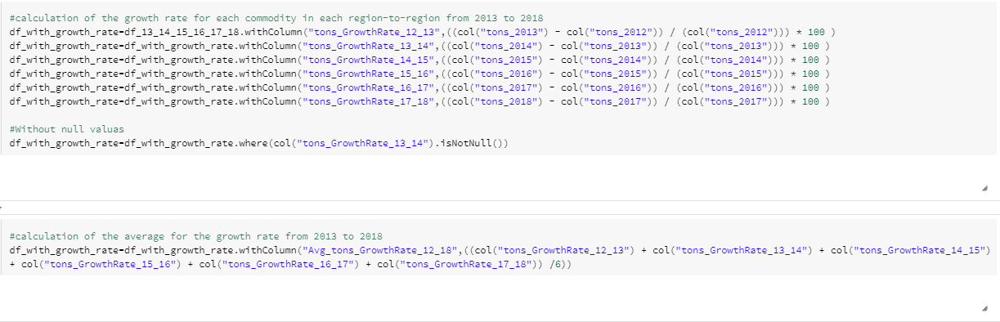 #calculation of the growth rate for each commodity in each region-to-region from 2013 to 2018
df_with_growth_rate=df_13_14_15_16_17_18.withColumn("tons_GrowthRate_12_13",((col("tons_2013") - col("tons_2012")) / (col("tons_2012"))) * 100 )
df_with_growth_rate=df_with_growth_rate.withColumn("tons_GrowthRate_13_14",((col("tons_2014") - col("tons_2013")) / (col("tons_2013"))) * 100 )
df_with_growth_rate=df_with_growth_rate.withColumn("tons_GrowthRate_14_15",((col("tons_2015") - col("tons_2014")) / (col("tons_2014"))) * 100 )
df_with_growth_rate=df_with_growth_rate.withColumn("tons_GrowthRate_15_16",((col("tons_2016") - col("tons_2015")) / (col("tons_2015"))) * 100 )
df_with_growth_rate=df_with_growth_rate.withColumn("tons_GrowthRate_16_17",((col("tons_2017") - col("tons_2016")) / (col("tons_2016"))) * 100 )
df_with_growth_rate=df_with_growth_rate.withColumn("tons_GrowthRate_17_18",((col("tons_2018") - col("tons_2017")) / (col("tons_2017"))) * 100 )
#Without null valuas
df_with_growth_rate=df_with_growth_rate.where(col("tons_GrowthRate_13_14").isNotNull())
#calculation of the average for the growth rate from 2013 to 2018
df_with_growth_rate=df_with_growth_rate.withColumn("Avg_tons_GrowthRate_12_18",((col("tons_GrowthRate_12_13") + col("tons_GrowthRate_13_14") + col("tons_GrowthRate_14_15")
+ col("tons_GrowthRate_15_16") + col("tons_GrowthRate_16_17") + col("tons_GrowthRate_17_18")) /6))